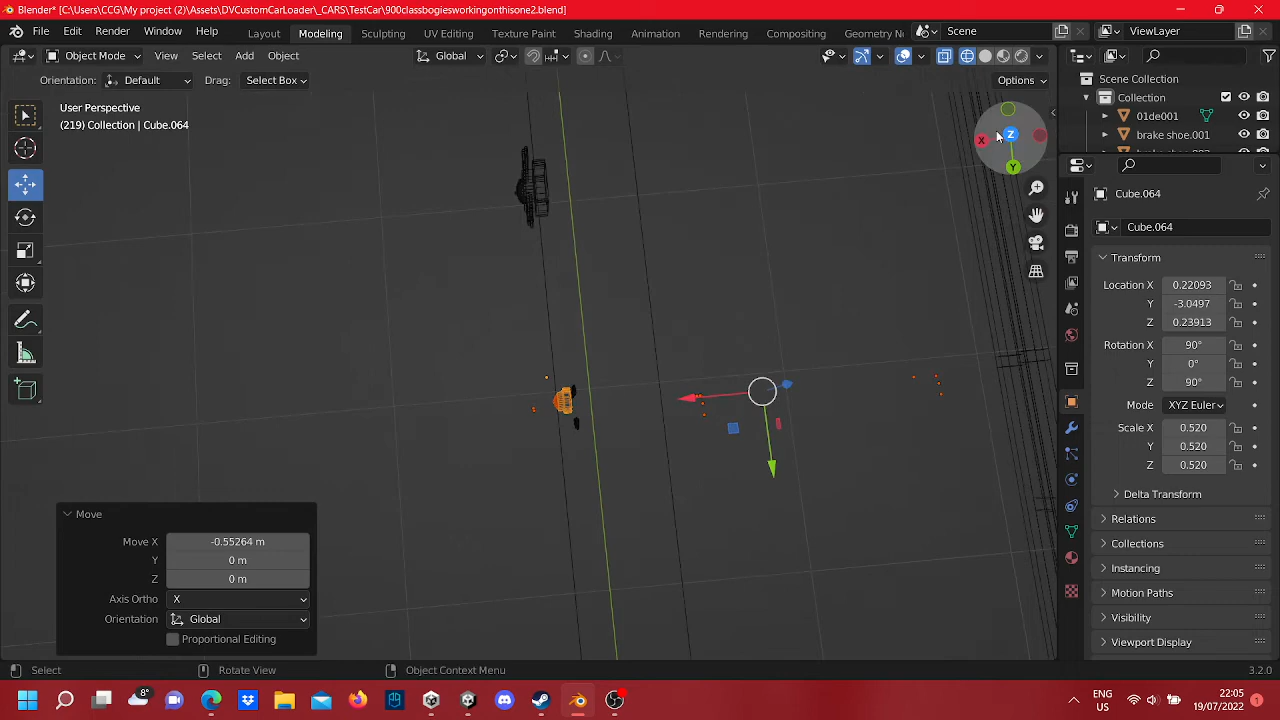 Blender* [C:\Users\CCG\My project (2)\Assets\DVCustomCarLoader\_CARS\TestCar\900classbogiesworkingonthisone2.blend]
File Edit Render Window Help Layout Modeling Sculpting UV Editing Texture Paint Shading Animation Rendering Compositing Geometry N Scene ViewLayer
Object Mode View Select Add Object Global
Orientation: Default Drag: Select Box Options
User Perspective
(219) Collection | Cube.064
X Z Y
Scene Collection
Collection
01de001
brake shoe.001
Cube.064
Cube.064
Transform
Location X 0.22093
Y -3.0497
Z 0.23913
Rotation X 90°
Y 0°
Z 90°
Mode XYZ Euler
Scale X 0.520
Y 0.520
Z 0.520
Delta Transform
Relations
Collections
Instancing
Motion Paths
Visibility
Viewport Display
Move
Move X -0.55264 m
Y 0 m
Z 0 m
Axis Ortho X
Orientation Global
Proportional Editing
Select Rotate View Object Context Menu 3.2.0
8° ENG US 22:05 19/07/2022 1